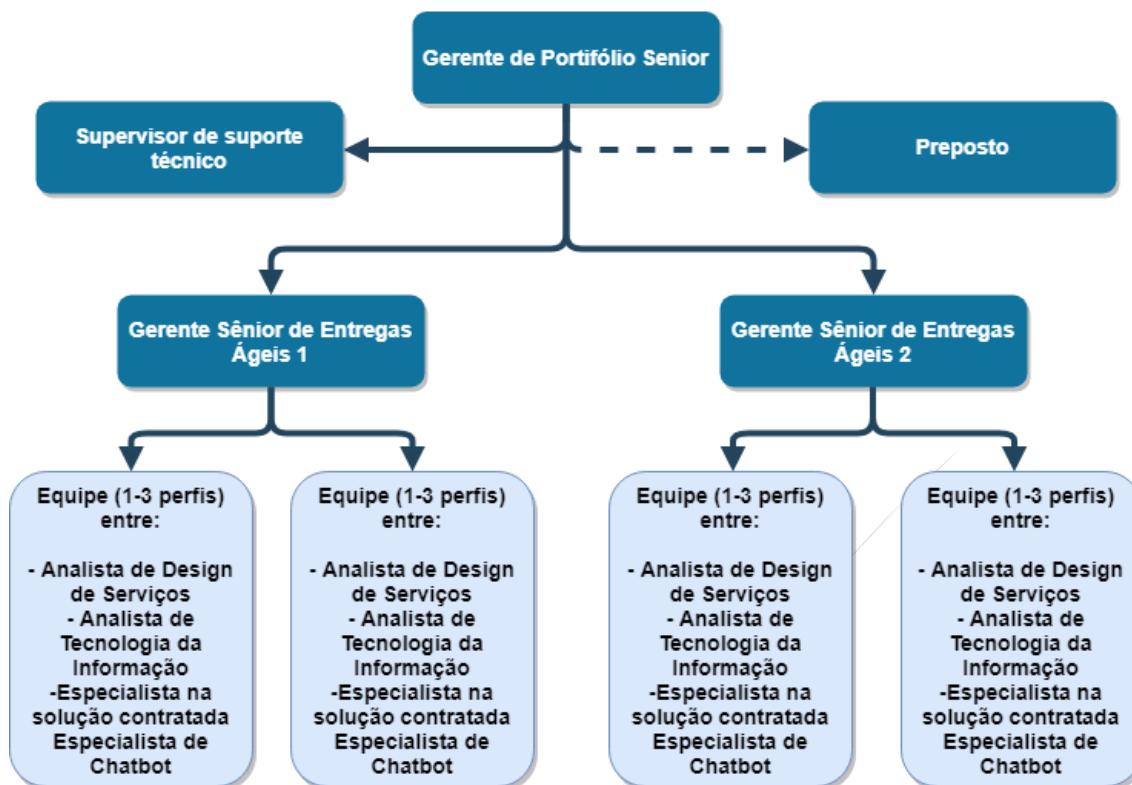 Gerente de Portifólio Senior
Supervisor de suporte
técnico
Preposto
Gerente Sênior de Entregas
Ágeis 1
Gerente Sênior de Entregas
Ágeis 2
Equipe (1-3 perfis)
entre:
- Analista de Design
de Serviços
- Analista de
Tecnologia da
Informação
-Especialista na
solução contratada
Especialista de
Chatbot
Equipe (1-3 perfis)
entre:
- Analista de Design
de Serviços
- Analista de
Tecnologia da
Informação
-Especialista na
solução contratada
Especialista de
Chatbot
Equipe (1-3 perfis)
entre:
- Analista de Design
de Serviços
- Analista de
Tecnologia da
Informação
-Especialista na
solução contratada
Especialista de
Chatbot
Equipe (1-3 perfis)
entre:
- Analista de Design
de Serviços
- Analista de
Tecnologia da
Informação
-Especialista na
solução contratada
Especialista de
Chatbot